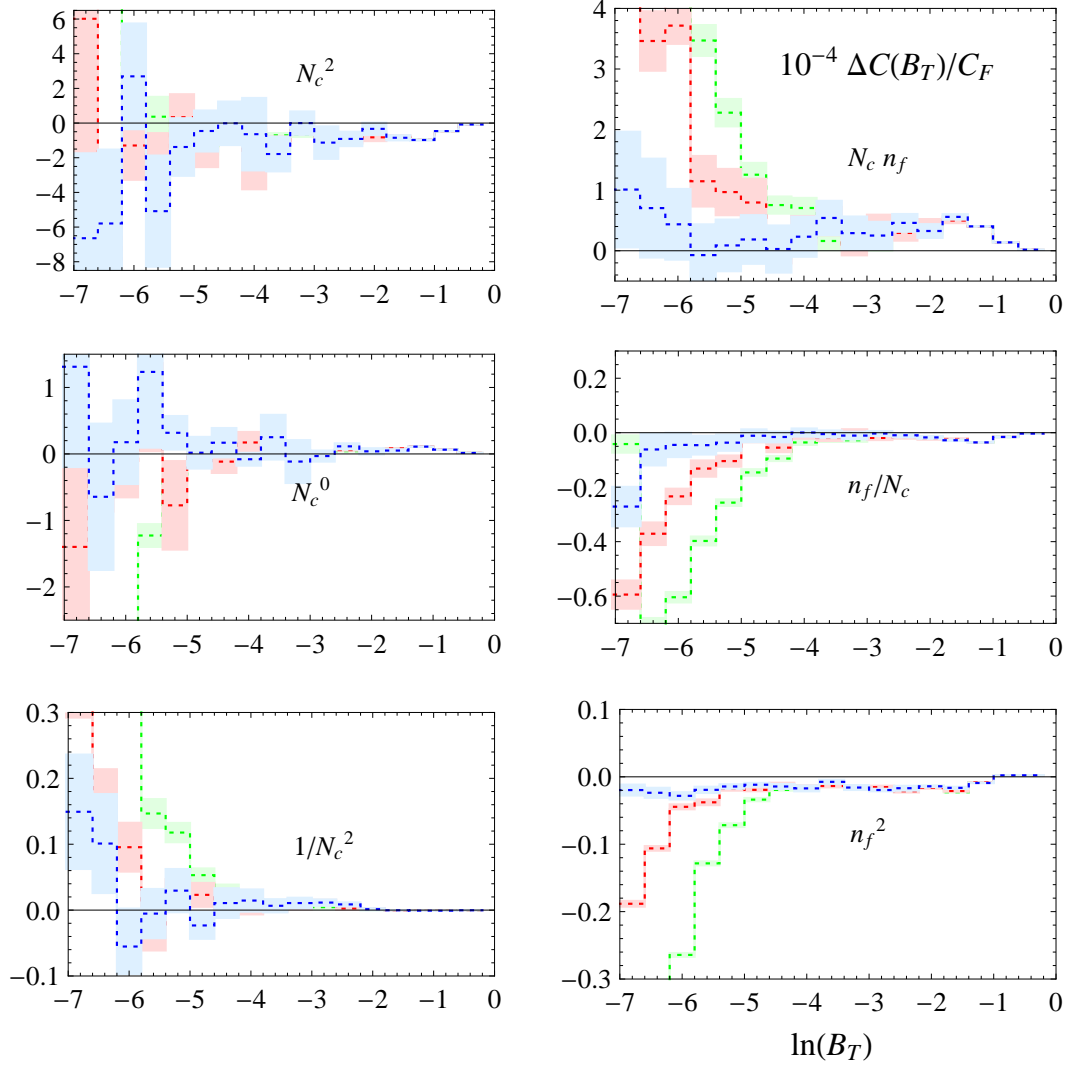 6
4
2
0
−2
−4
−6
−8
N_c^2
−7 −6 −5 −4 −3 −2 −1 0
4
3
2
1
0
10^{−4} ΔC(B_T)/C_F
N_c n_f
−7 −6 −5 −4 −3 −2 −1 0
1
0
−1
−2
N_c^0
−7 −6 −5 −4 −3 −2 −1 0
0.2
0.0
−0.2
−0.4
−0.6
n_f/N_c
−7 −6 −5 −4 −3 −2 −1 0
0.3
0.2
0.1
0.0
−0.1
1/N_c^2
−7 −6 −5 −4 −3 −2 −1 0
0.1
0.0
−0.1
−0.2
−0.3
n_f^2
−7 −6 −5 −4 −3 −2 −1 0
ln(B_T)